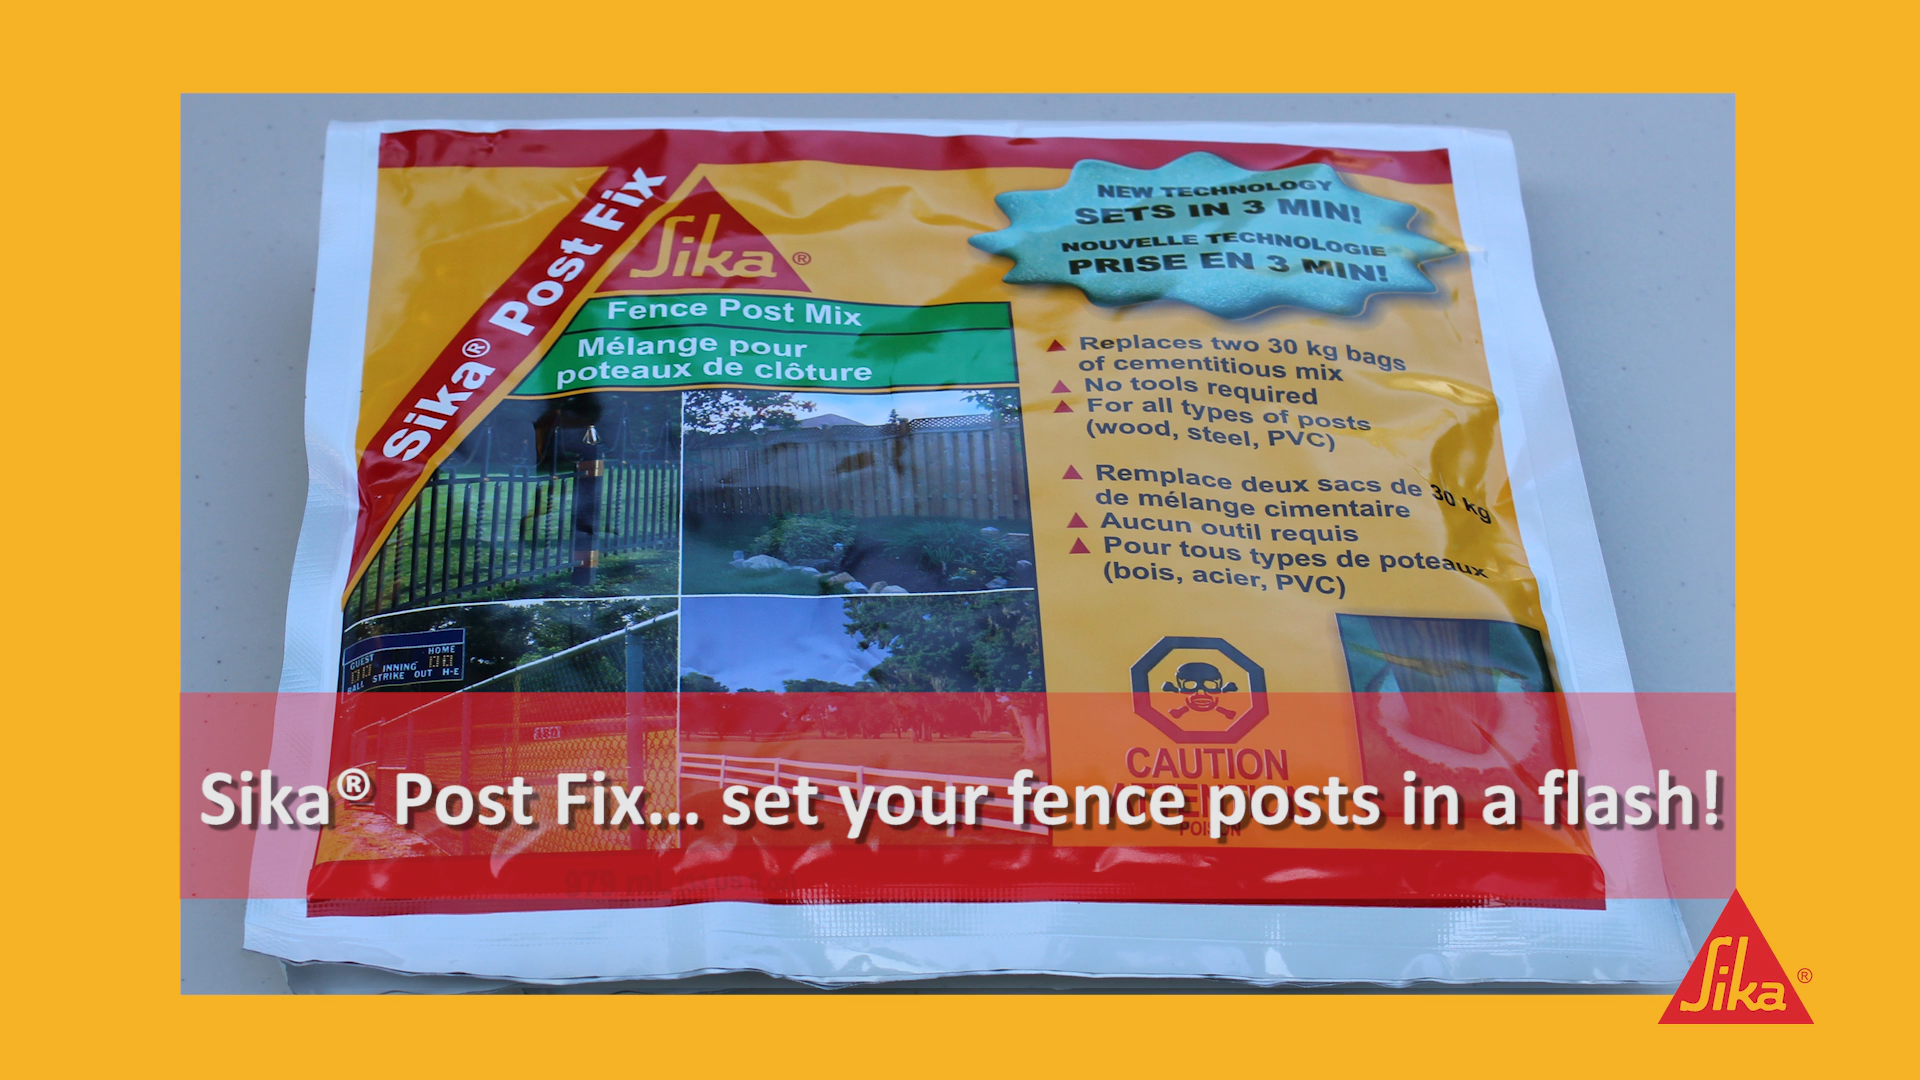 Sika® Post Fix
Sika®
Fence Post Mix
Mélange pour
poteaux de clôture
NEW TECHNOLOGY
SETS IN 3 MIN!
NOUVELLE TECHNOLOGIE
PRISE EN 3 MIN!
Replaces two 30 kg bags
of cementitious mix
No tools required
For all types of posts
(wood, steel, PVC)
Remplace deux sacs de 30 kg
de mélange cimentaire
Aucun outil requis
Pour tous types de poteaux
(bois, acier, PVC)
GUEST
HOME
INNING
BALL
STRIKE
OUT
H-E
CAUTION
POISON
Sika® Post Fix... set your fence posts in a flash!
Sika®